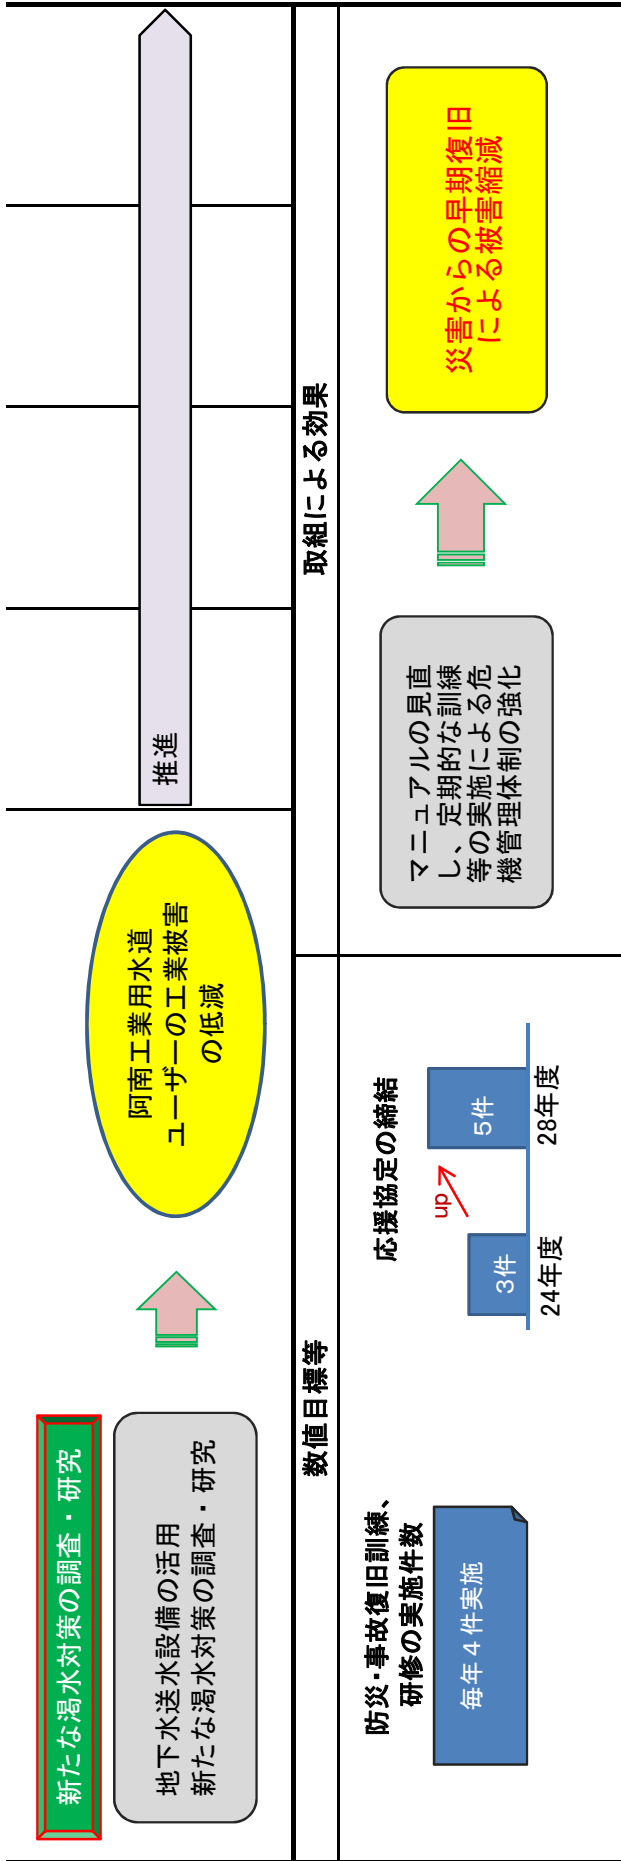 新たな渇水対策の調査・研究
地下水送水設備の活用
新たな渇水対策の調査・研究
阿南工業用水道
ユーザーの工業被害
の低減
推進
数値目標等
取組による効果
防災・事故復旧訓練、
研修の実施件数
毎年４件実施
応援協定の締結
up
3件
5件
24年度
28年度
マニュアルの見直
し、定期的な訓練
等の実施による危
機管理体制の強化
災害からの早期復旧
による被害縮減